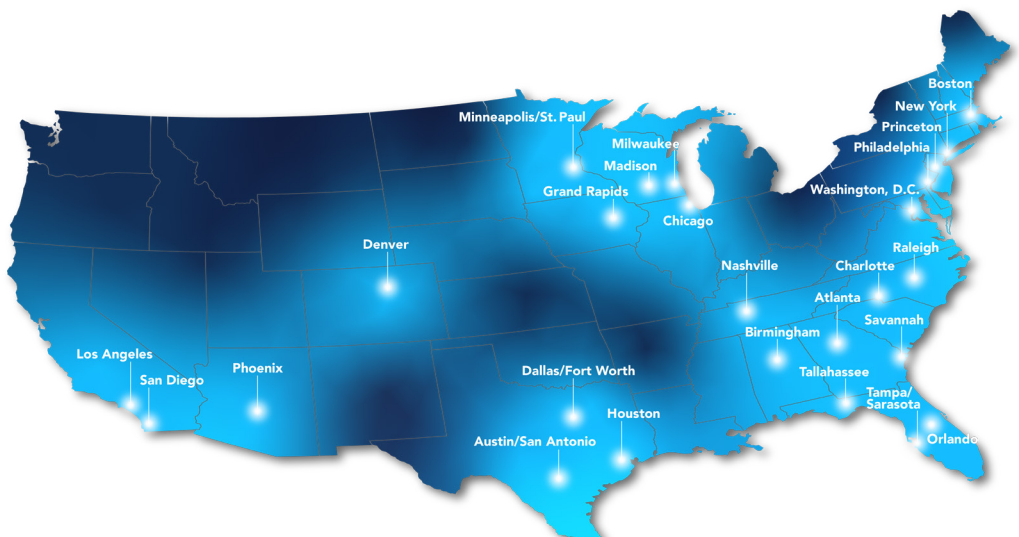 Boston
Minneapolis/St. Paul
New York
Princeton
Milwaukee
Philadelphia
Madison
Grand Rapids
Washington, D.C.
Chicago
Denver
Raleigh
Nashville
Charlotte
Atlanta
Savannah
Birmingham
Los Angeles
Phoenix
Dallas/Fort Worth
Tallahassee
San Diego
Tampa/
Sarasota
Houston
Austin/San Antonio
Orlando